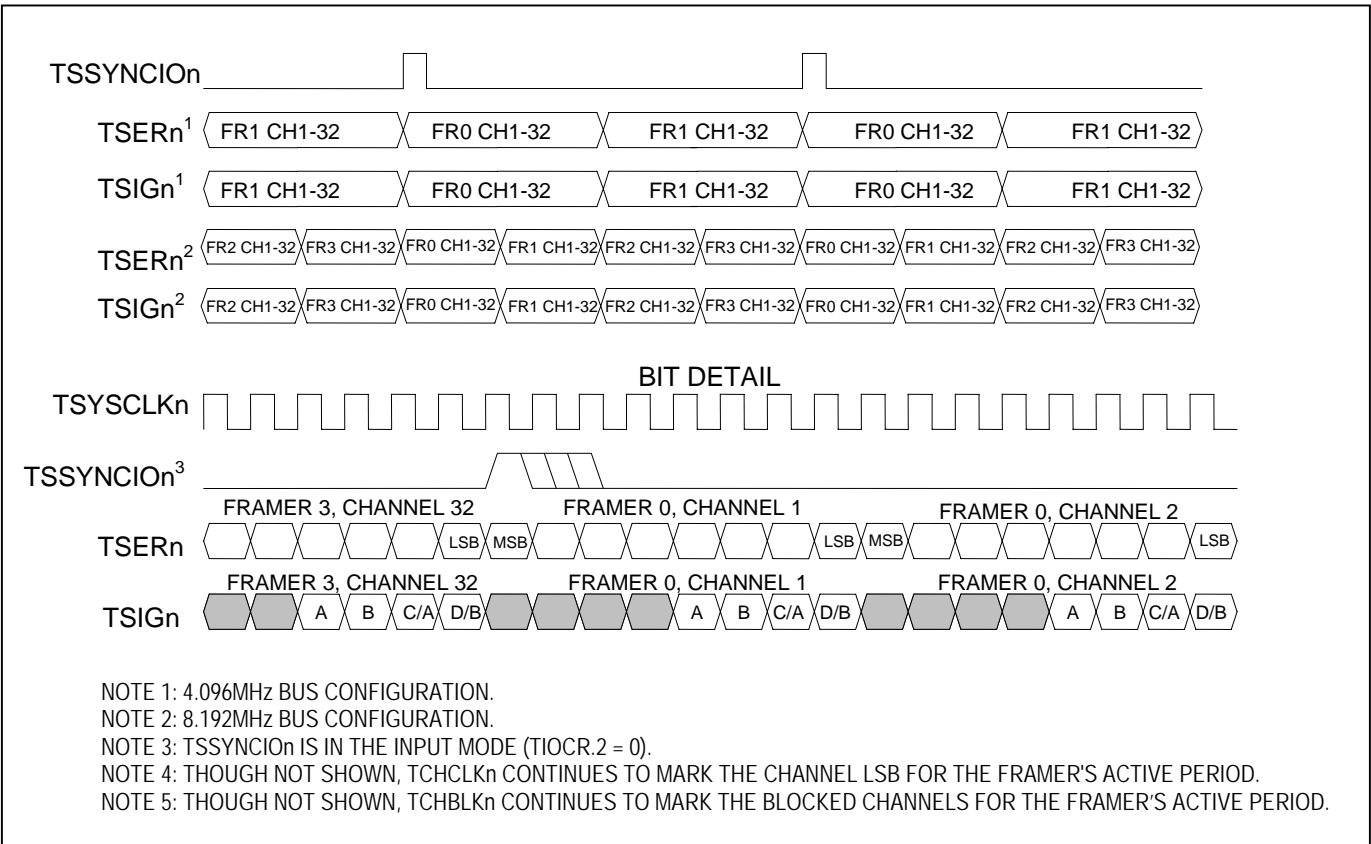 TSSYNCIOn
TSERn¹ FR1 CH1-32 FR0 CH1-32 FR1 CH1-32 FR0 CH1-32 FR1 CH1-32
TSIGn¹ FR1 CH1-32 FR0 CH1-32 FR1 CH1-32 FR0 CH1-32 FR1 CH1-32
TSERn² FR2 CH1-32 FR3 CH1-32 FR0 CH1-32 FR1 CH1-32 FR2 CH1-32 FR3 CH1-32 FR0 CH1-32 FR1 CH1-32 FR2 CH1-32 FR3 CH1-32
TSIGn² FR2 CH1-32 FR3 CH1-32 FR0 CH1-32 FR1 CH1-32 FR2 CH1-32 FR3 CH1-32 FR0 CH1-32 FR1 CH1-32 FR2 CH1-32 FR3 CH1-32
BIT DETAIL
TSYSCLKn
TSSYNCIOn³
FRAMER 3, CHANNEL 32 FRAMER 0, CHANNEL 1 FRAMER 0, CHANNEL 2
TSERn LSB MSB LSB MSB LSB
FRAMER 3, CHANNEL 32 FRAMER 0, CHANNEL 1 FRAMER 0, CHANNEL 2
TSIGn A B C/A D/B A B C/A D/B A B C/A D/B
NOTE 1: 4.096MHz BUS CONFIGURATION.
NOTE 2: 8.192MHz BUS CONFIGURATION.
NOTE 3: TSSYNCIOn IS IN THE INPUT MODE (TIOCR.2 = 0).
NOTE 4: THOUGH NOT SHOWN, TCHCLKn CONTINUES TO MARK THE CHANNEL LSB FOR THE FRAMER'S ACTIVE PERIOD.
NOTE 5: THOUGH NOT SHOWN, TCHBLKn CONTINUES TO MARK THE BLOCKED CHANNELS FOR THE FRAMER’S ACTIVE PERIOD.